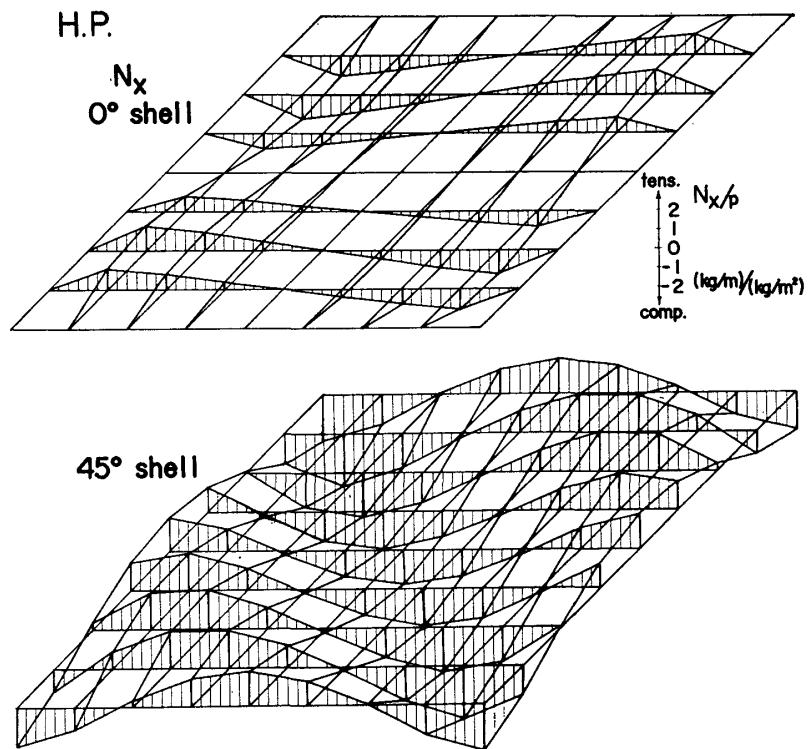 H.P.
Nx
0° shell
tens.
Nx/p
2
1
0
-1
-2
(kg/m)/(kg/m²)
comp.
45° shell